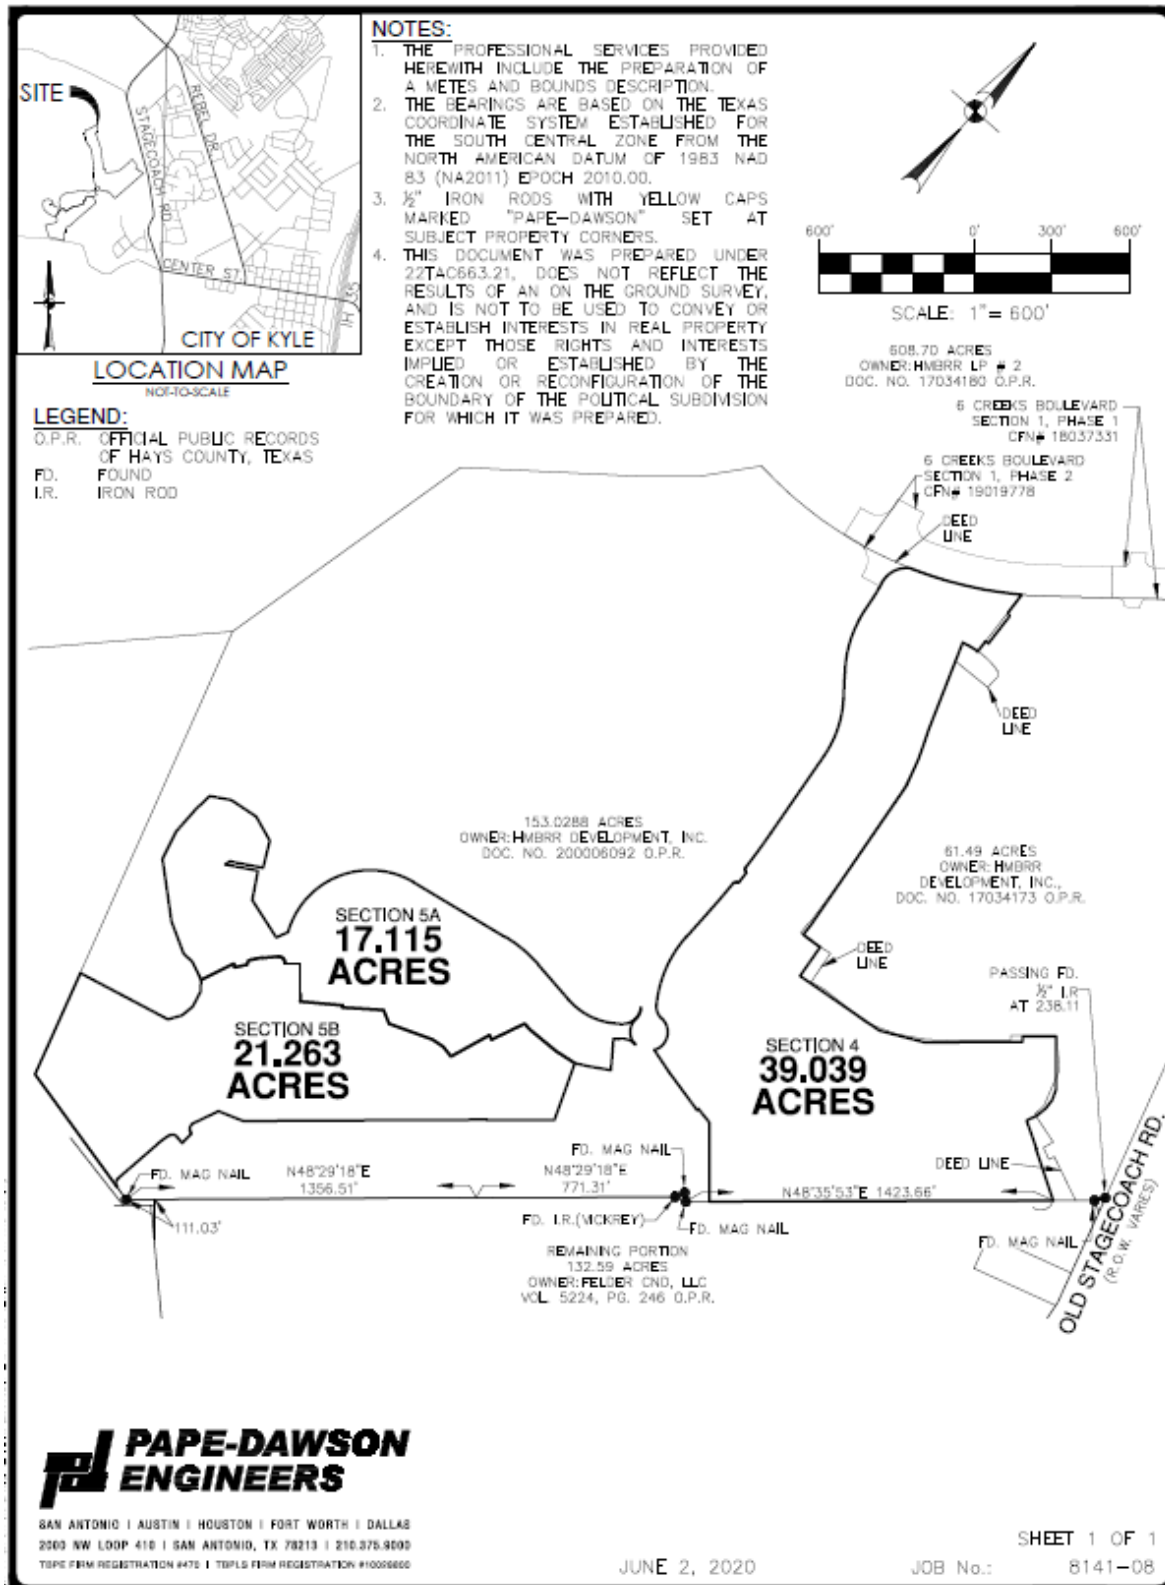 SITE
STAGECOACH RD
REBEL DR.
CENTER ST.
IH 35
CITY OF KYLE
LOCATION MAP
NOT-TO-SCALE
LEGEND:
O.P.R. OFFICIAL PUBLIC RECORDS
OF HAYS COUNTY, TEXAS
FD. FOUND
I.R. IRON ROD
NOTES:
1. THE PROFESSIONAL SERVICES PROVIDED
HEREWITH INCLUDE THE PREPARATION OF
A METES AND BOUNDS DESCRIPTION.
2. THE BEARINGS ARE BASED ON THE TEXAS
COORDINATE SYSTEM ESTABLISHED FOR
THE SOUTH CENTRAL ZONE FROM THE
NORTH AMERICAN DATUM OF 1983 NAD
83 (NA2011) EPOCH 2010.00.
3. ½" IRON RODS WITH YELLOW CAPS
MARKED "PAPE-DAWSON" SET AT
SUBJECT PROPERTY CORNERS.
4. THIS DOCUMENT WAS PREPARED UNDER
22TAC663.21, DOES NOT REFLECT THE
RESULTS OF AN ON THE GROUND SURVEY,
AND IS NOT TO BE USED TO CONVEY OR
ESTABLISH INTERESTS IN REAL PROPERTY
EXCEPT THOSE RIGHTS AND INTERESTS
IMPLIED OR ESTABLISHED BY THE
CREATION OR RECONFIGURATION OF THE
BOUNDARY OF THE POLITICAL SUBDIVISION
FOR WHICH IT WAS PREPARED.
600' 0' 300' 600'
SCALE: 1"= 600'
608.70 ACRES
OWNER: HMBRR LP # 2
DOC. NO. 17034180 O.P.R.
6 CREEKS BOULEVARD
SECTION 1, PHASE 1
CFN# 18037331
6 CREEKS BOULEVARD
SECTION 1, PHASE 2
CFN# 19019778
DEED
LINE
DEED
LINE
153.0288 ACRES
OWNER: HMBRR DEVELOPMENT, INC.
DOC. NO. 200006092 O.P.R.
61.49 ACRES
OWNER: HMBRR
DEVELOPMENT, INC.,
DOC. NO. 17034173 O.P.R.
SECTION 5A
17.115
ACRES
DEED
LINE
PASSING FD.
½" I.R
AT 238.11
SECTION 5B
21.263
ACRES
SECTION 4
39.039
ACRES
FD. MAG NAIL
N48°29'18"E
1356.51'
111.03'
FD. MAG NAIL
N48°29'18"E
771.31'
FD. I.R.(VICKREY)
DEED LINE
N48°35'53"E 1423.66'
FD. MAG NAIL
FD. MAG NAIL
OLD STAGECOACH RD.
(R.O.W. VARIES)
REMAINING PORTION
132.59 ACRES
OWNER: FELDER CND, LLC
VOL. 5224, PG. 246 O.P.R.
PAPE-DAWSON
ENGINEERS
SAN ANTONIO I AUSTIN I HOUSTON I FORT WORTH I DALLAS
2000 NW LOOP 410 I SAN ANTONIO, TX 78213 I 210.375.9000
TBPE FIRM REGISTRATION #470 I TBPLS FIRM REGISTRATION #10028800
JUNE 2, 2020
SHEET 1 OF 1
JOB No.: 8141-08